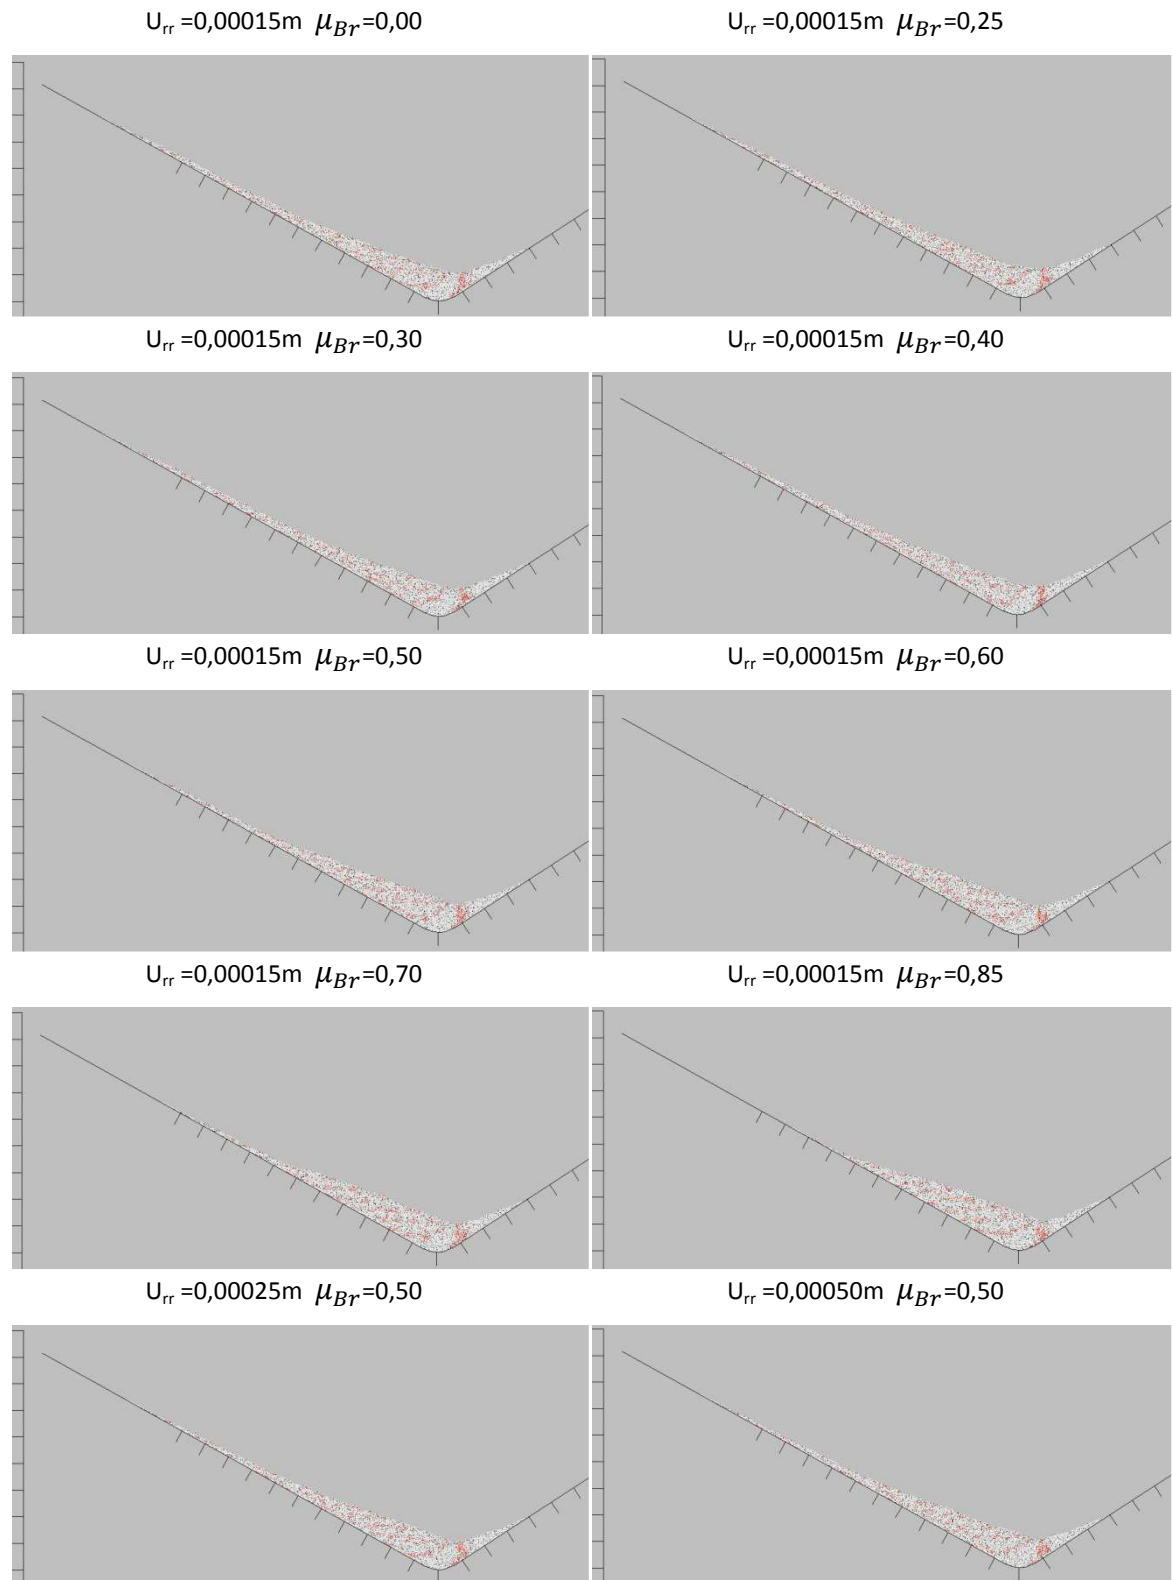 U_rr =0,00015m μ_Br=0,00
U_rr =0,00015m μ_Br=0,25
U_rr =0,00015m μ_Br=0,30
U_rr =0,00015m μ_Br=0,40
U_rr =0,00015m μ_Br=0,50
U_rr =0,00015m μ_Br=0,60
U_rr =0,00015m μ_Br=0,70
U_rr =0,00015m μ_Br=0,85
U_rr =0,00025m μ_Br=0,50
U_rr =0,00050m μ_Br=0,50